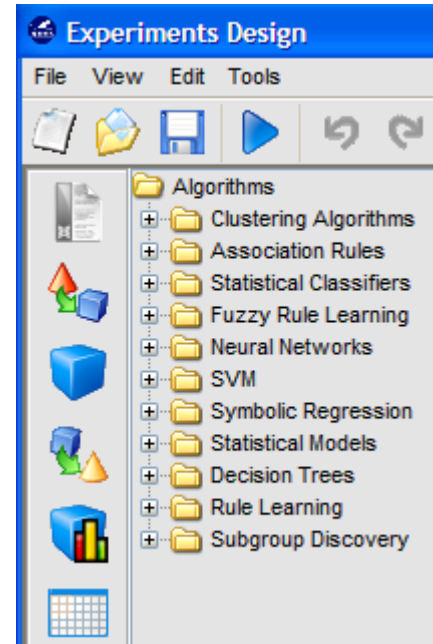 Experiments Design
File View Edit Tools
Algorithms
Clustering Algorithms
Association Rules
Statistical Classifiers
Fuzzy Rule Learning
Neural Networks
SVM
Symbolic Regression
Statistical Models
Decision Trees
Rule Learning
Subgroup Discovery